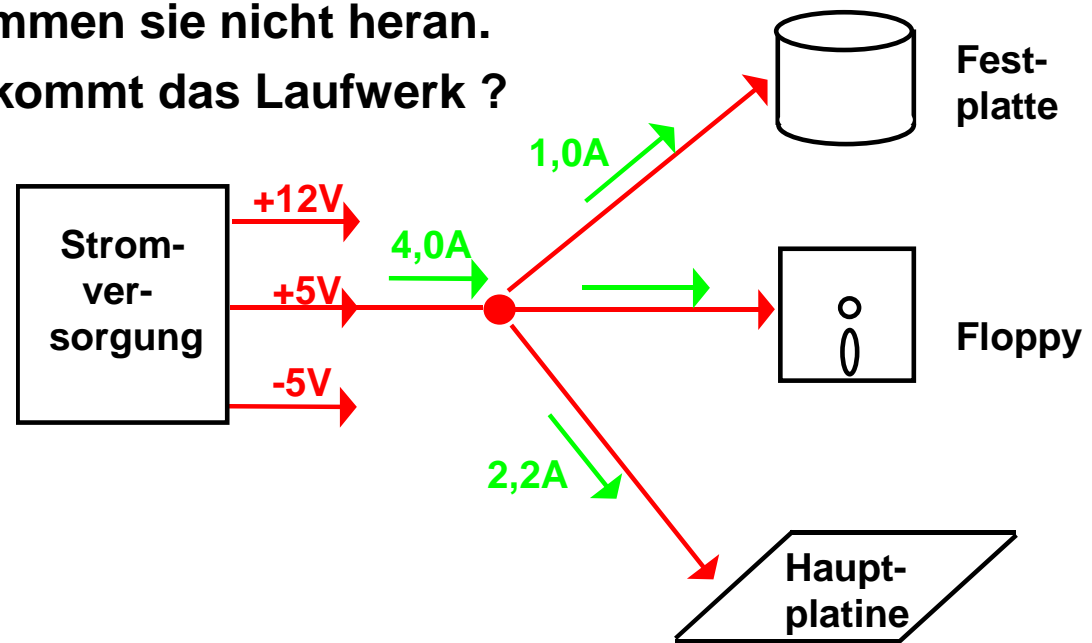 mmen sie nicht heran.
kommt das Laufwerk ?
Fest-
platte
1,0A
+12V
4,0A
Strom-
ver-
sorgung
+5V
-5V
Floppy
2,2A
Haupt-
platine